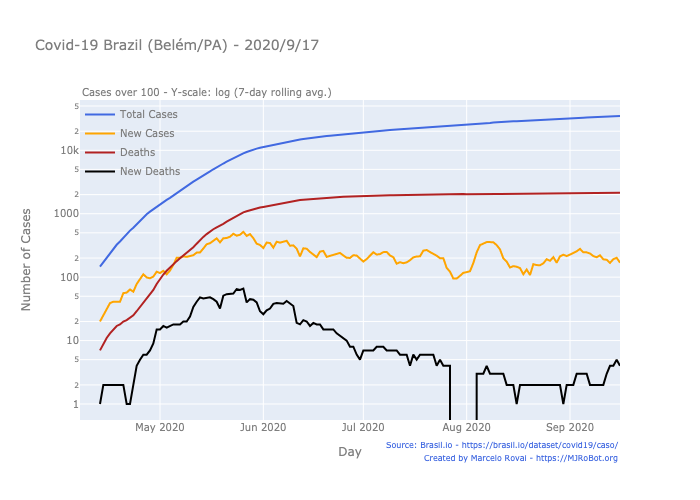 Covid-19 Brazil (Belém/PA) - 2020/9/17
Cases over 100 - Y-scale: log (7-day rolling avg.)
Total Cases
New Cases
Deaths
New Deaths
5
2
10k
5
2
1000
5
2
100
5
2
10
5
2
1
Number of Cases
May 2020
Jun 2020
Jul 2020
Aug 2020
Sep 2020
Day
Source: Brasil.io - https://brasil.io/dataset/covid19/caso/
Created by Marcelo Rovai - https://MJRoBot.org